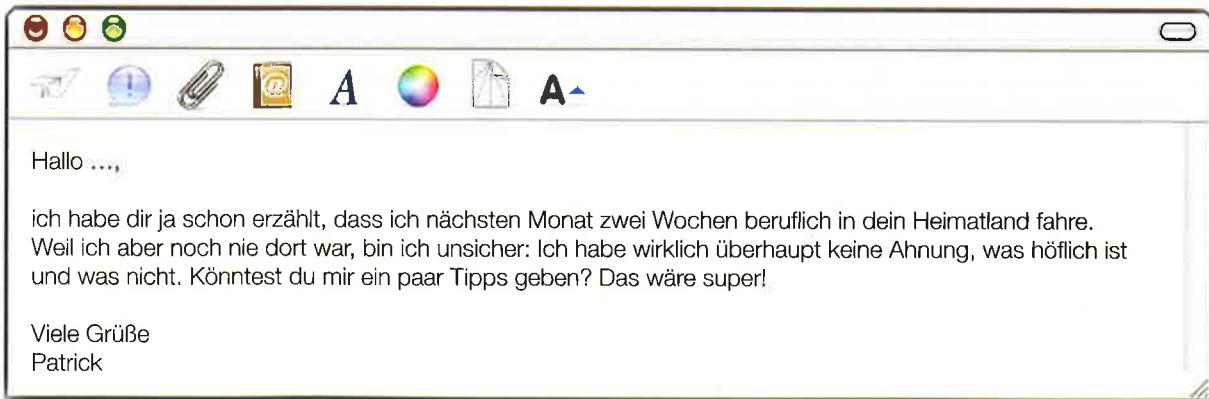 Hallo ...,
ich habe dir ja schon erzählt, dass ich nächsten Monat zwei Wochen beruflich in dein Heimatland fahre.
Weil ich aber noch nie dort war, bin ich unsicher: Ich habe wirklich überhaupt keine Ahnung, was höflich ist
und was nicht. Könntest du mir ein paar Tipps geben? Das wäre super!
Viele Grüße
Patrick